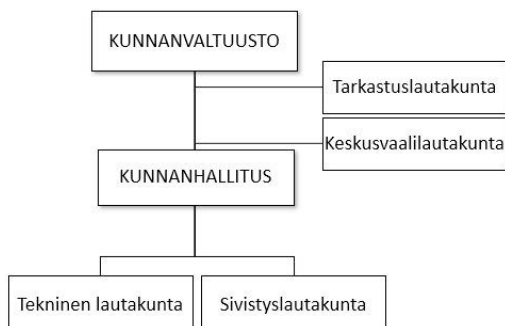 KUNNANVALTUUSTO
Tarkastuslautakunta
Keskusvaalilautakunta
KUNNANHALLITUS
Tekninen lautakunta
Sivistyslautakunta